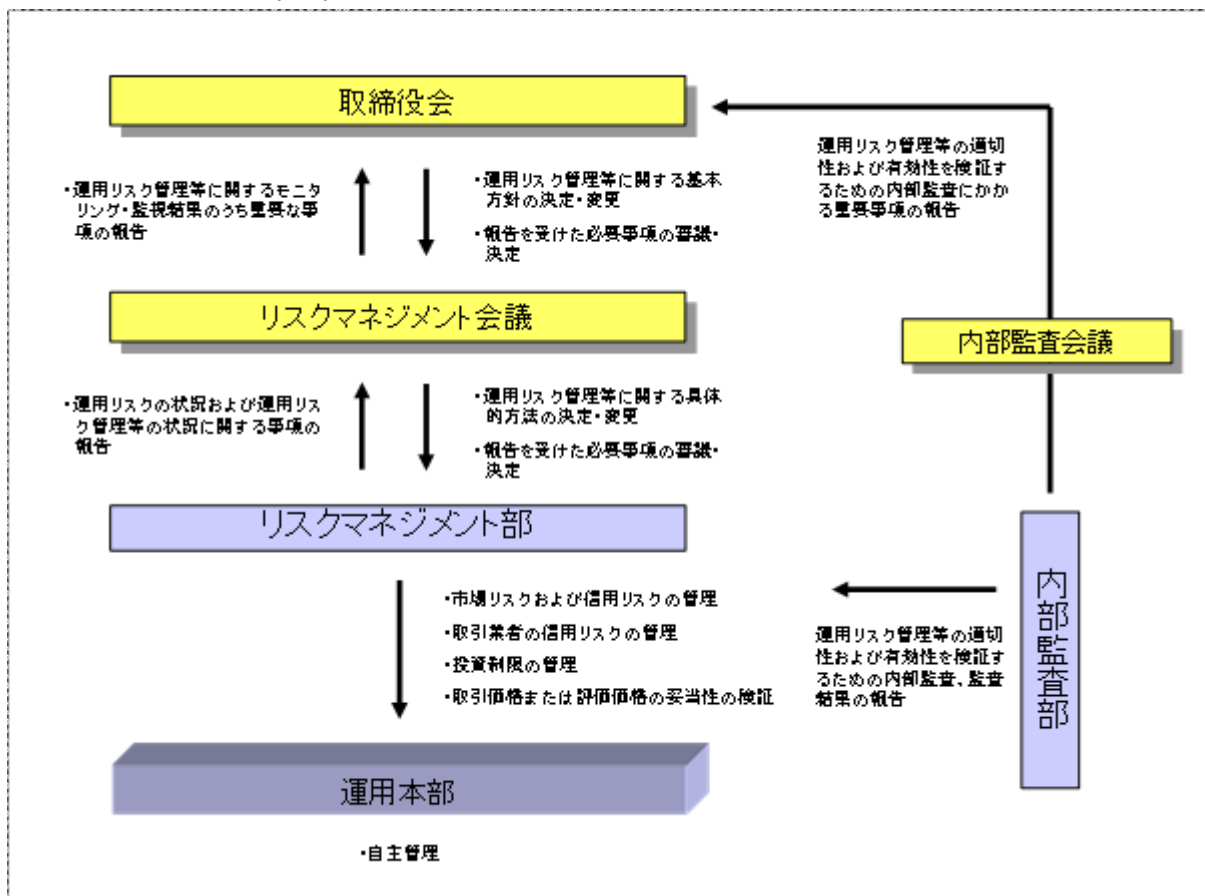 取締役会
・運用リスク管理等に関するモニタ
リング・監視結果のうち重要な事
項の報告
・運用リスク管理等に関する基本
方針の決定・変更
・報告を受けた必要事項の審議・
決定
運用リスク管理等の適切
性および有効性を検証す
るための内部監査にかか
る重要事項の報告
リスクマネジメント会議
内部監査会議
・運用リスクの状況および運用リス
ク管理等の状況に関する事項の
報告
・運用リスク管理等に関する具体
的方法の決定・変更
・報告を受けた必要事項の審議・
決定
リスクマネジメント部
内部監査部
・市場リスクおよび信用リスクの管理
・取引業者の信用リスクの管理
・投資制限の管理
・取引価格または評価価格の妥当性の検証
運用リスク管理等の適切
性および有効性を検証す
るための内部監査、監査
結果の報告
運用本部
・自主管理